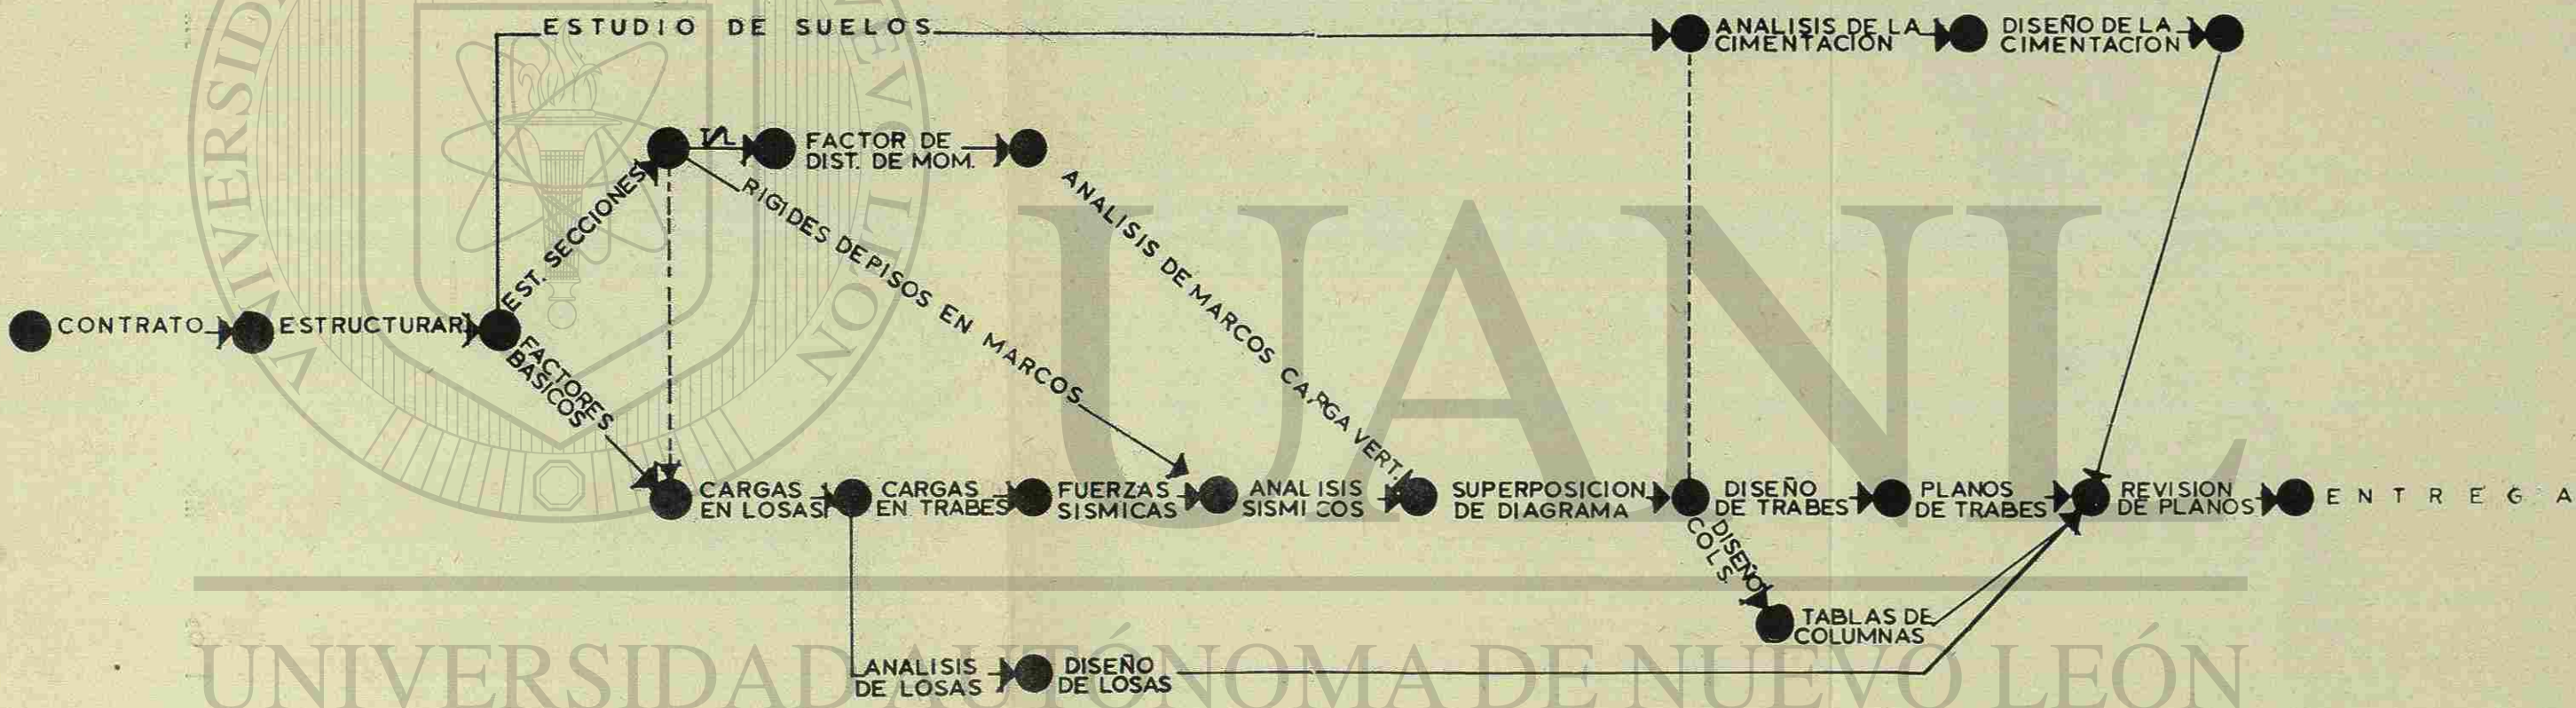 ESTUDIO DE SUELOS
ANALISIS DE LA
CIMENTACION
DISEÑO DE LA
CIMENTACION
I/L
FACTOR DE
DIST. DE MOM.
EST. SECCIONES
RIGIDES DE PISOS EN MARCOS
ANALISIS DE MARCOS CARGA VERT.
CONTRATO
ESTRUCTURAR
FACTORES
BASICOS
CARGAS
EN LOSAS
CARGAS
EN TRABES
FUERZAS
SISMICAS
ANALISIS
SISMICOS
SUPERPOSICION
DE DIAGRAMA
DISEÑO
DE TRABES
PLANOS
DE TRABES
REVISION
DE PLANOS
ENTREGA
DISEÑO
COLS.
TABLAS DE
COLUMNAS
ANALISIS
DE LOSAS
DISEÑO
DE LOSAS
UANL
UNIVERSIDAD AUTÓNOMA DE NUEVO LEÓN